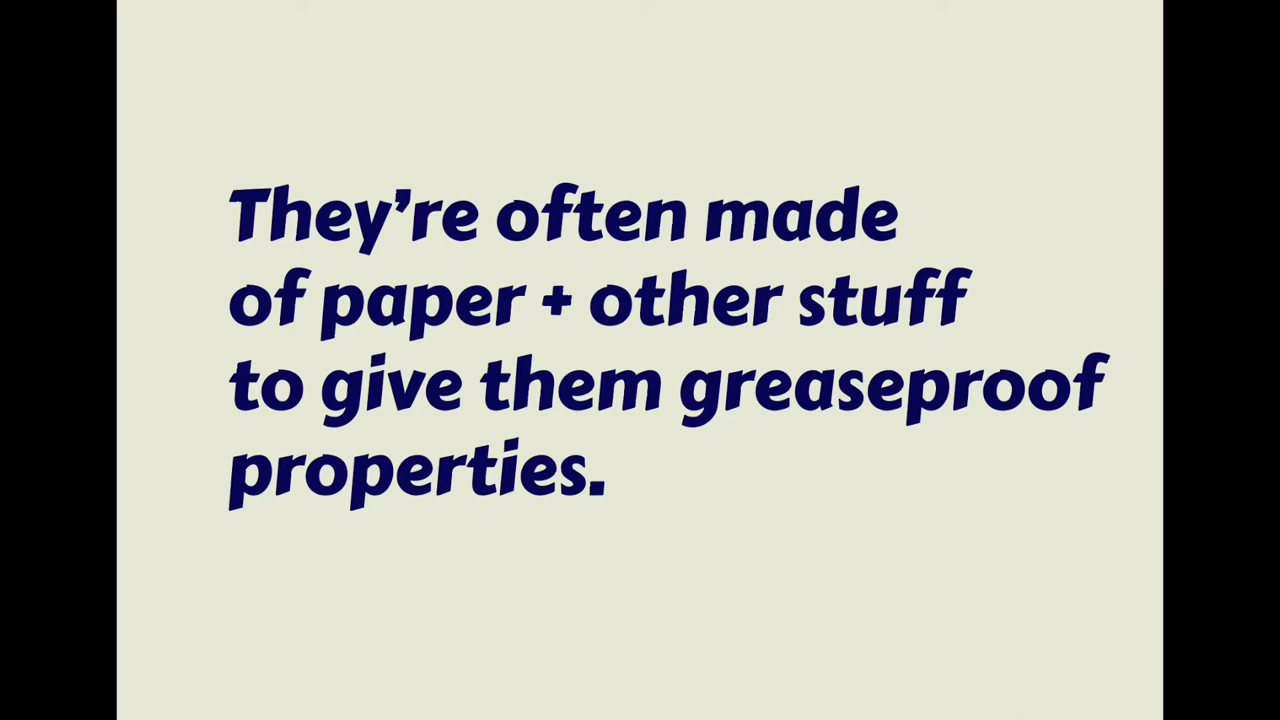 They’re often made
of paper + other stuff
to give them greaseproof
properties.